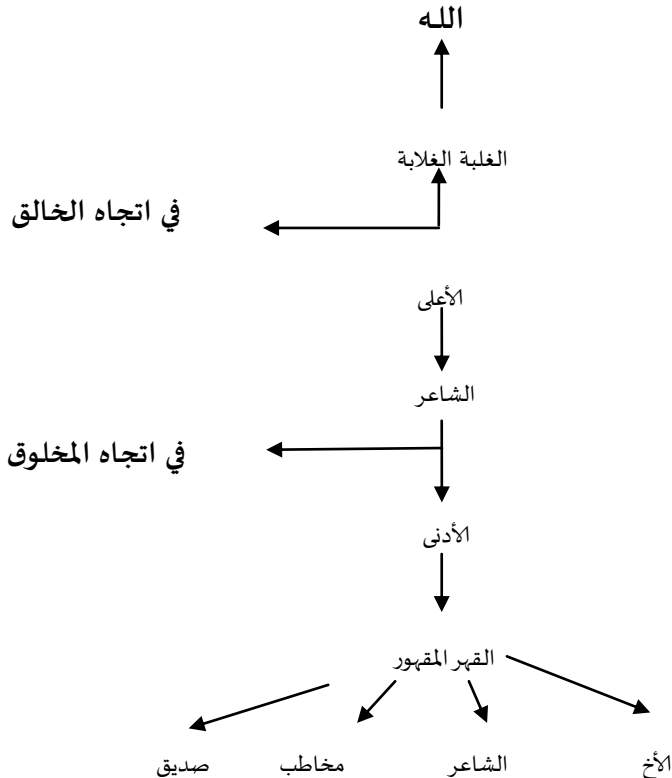 الله
الغلبة الغلابة
في اتجاه الخالق
الأعلى
الشاعر
في اتجاه المخلوق
الأدنى
القهر المقهور
الأخ
الشاعر
مخاطب
صديق